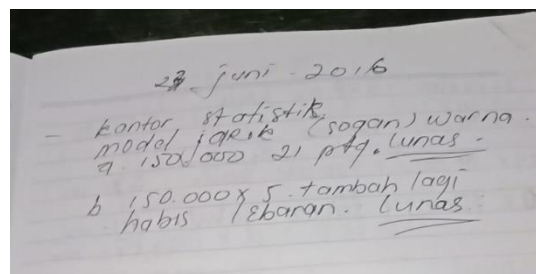 27 juni - 2016
- kantor statistik
model jarik (sogan) warna.
a. 150.000 21 ptg. Lunas.
b 150.000 x 5. tambah lagi
habis lebaran. Lunas